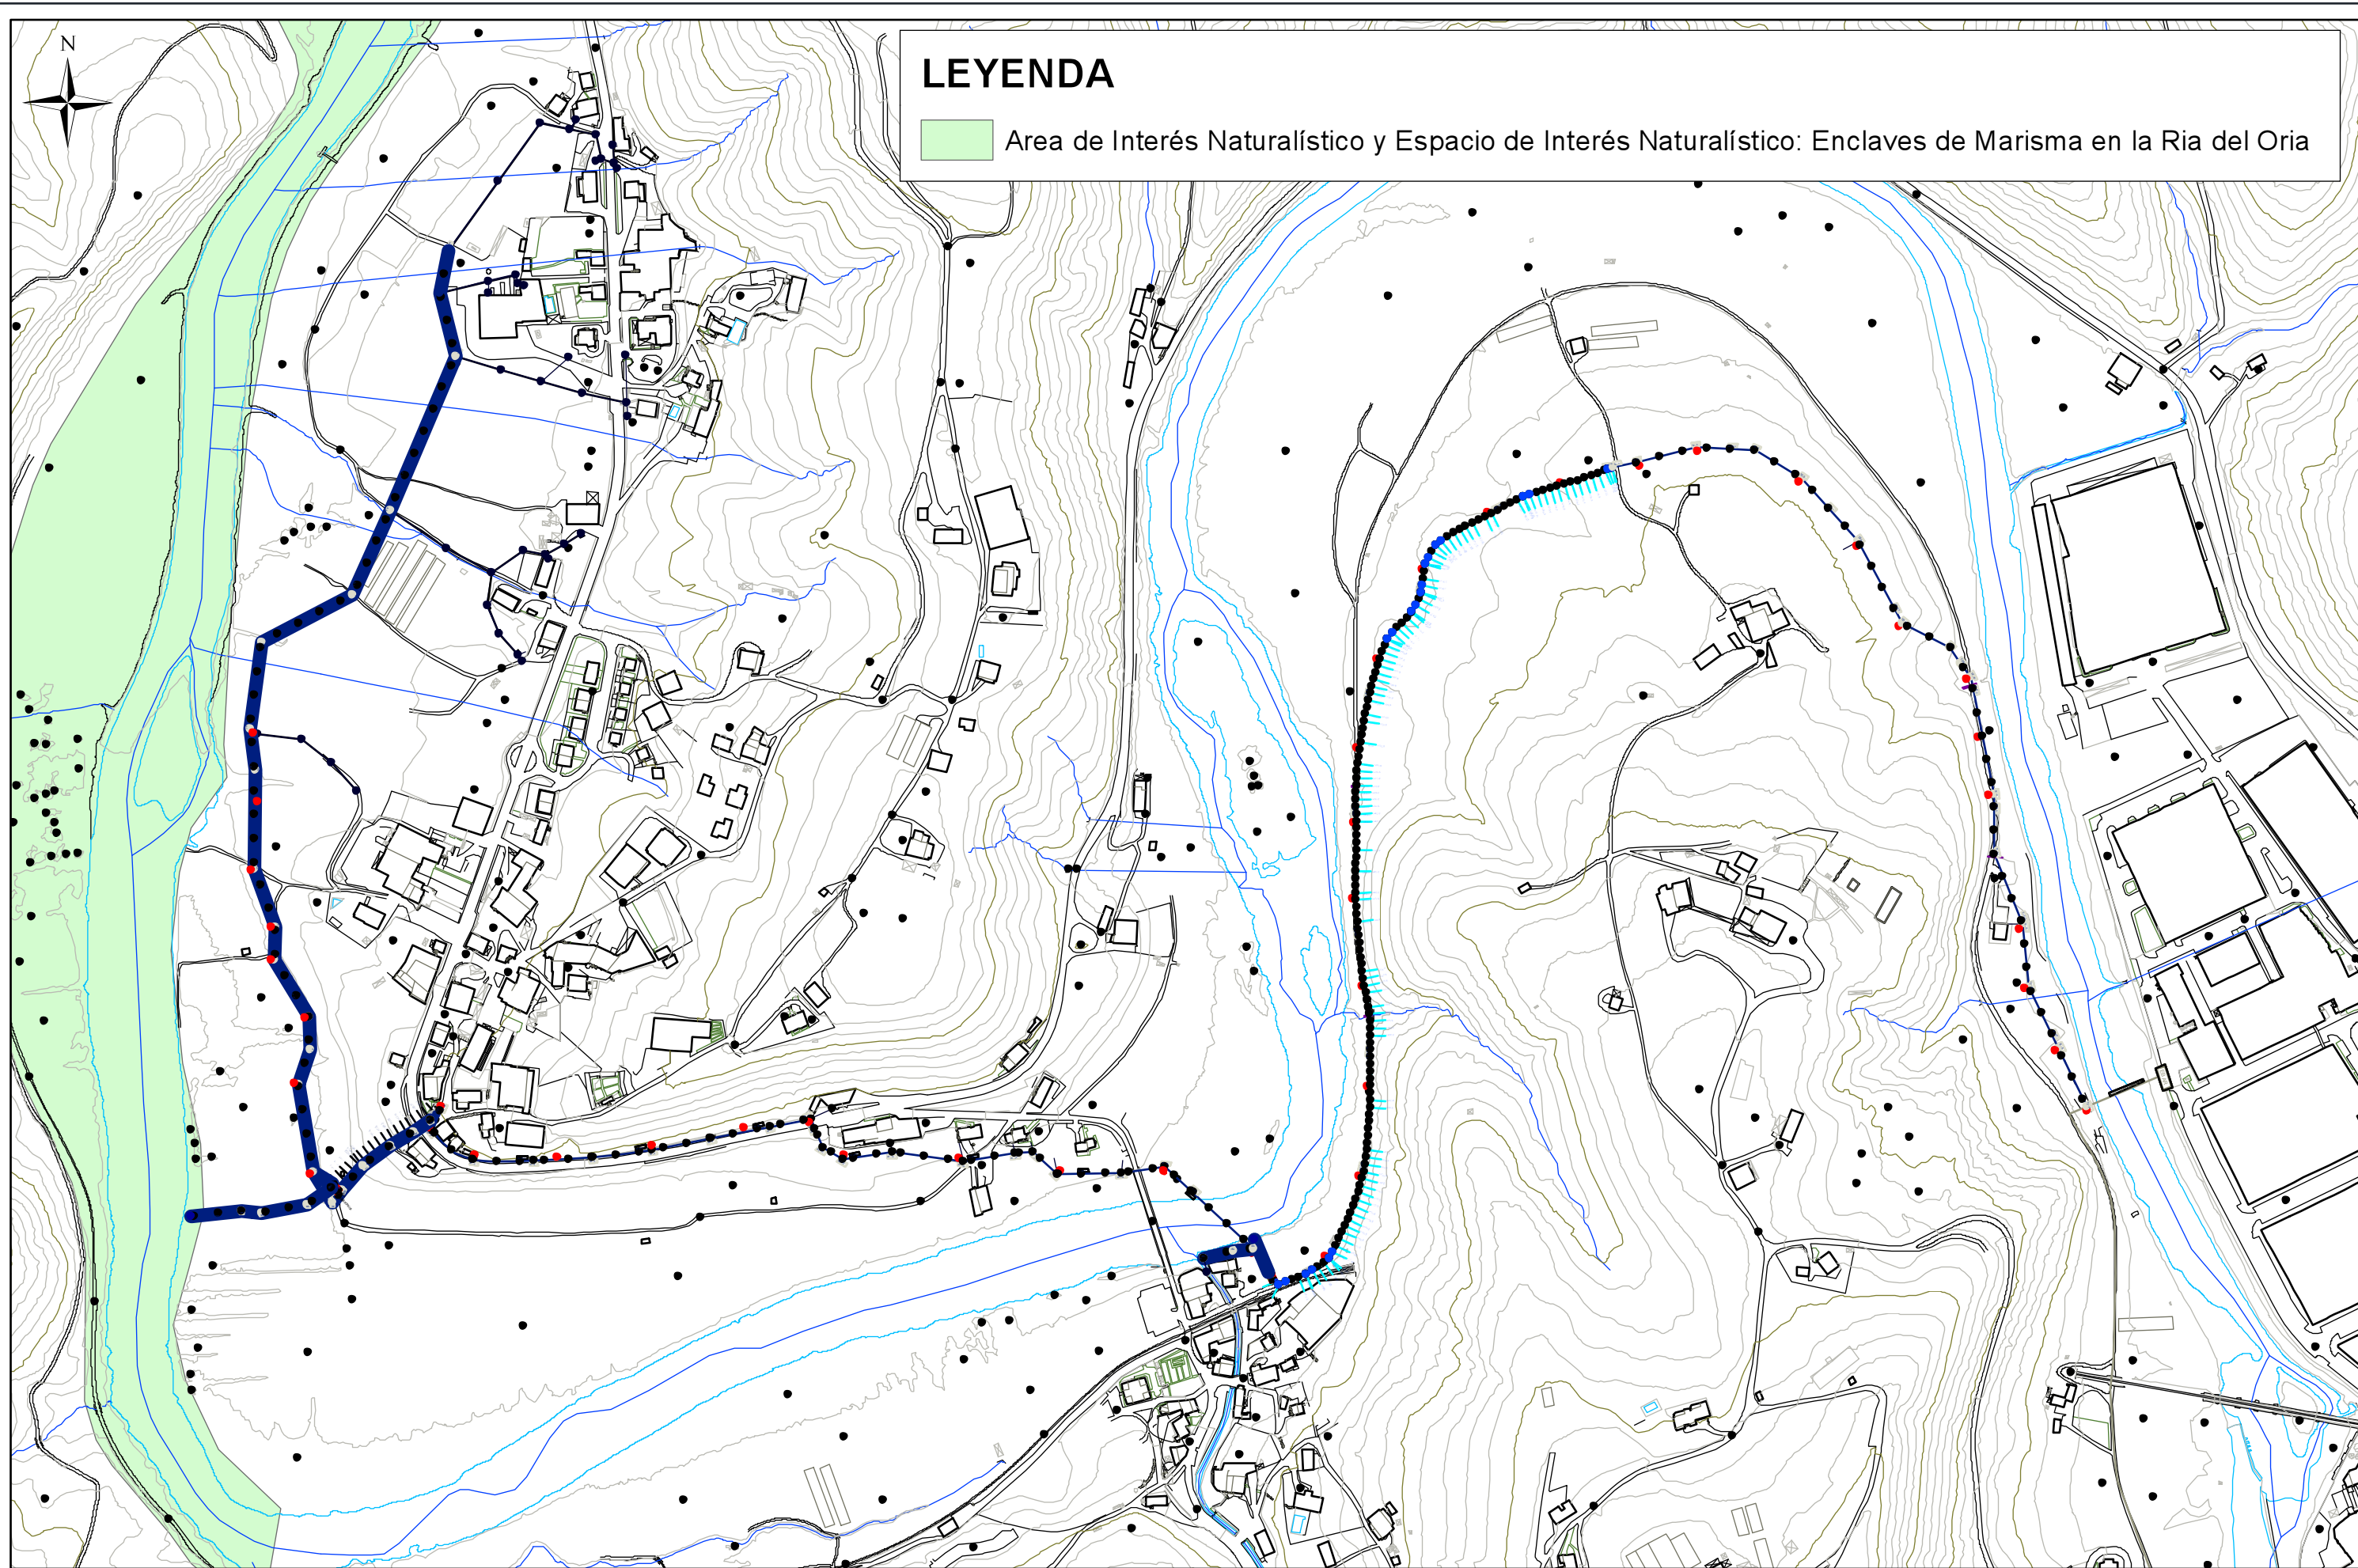 N
LEYENDA
Area de Interés Naturalístico y Espacio de Interés Naturalístico: Enclaves de Marisma en la Ria del Oria